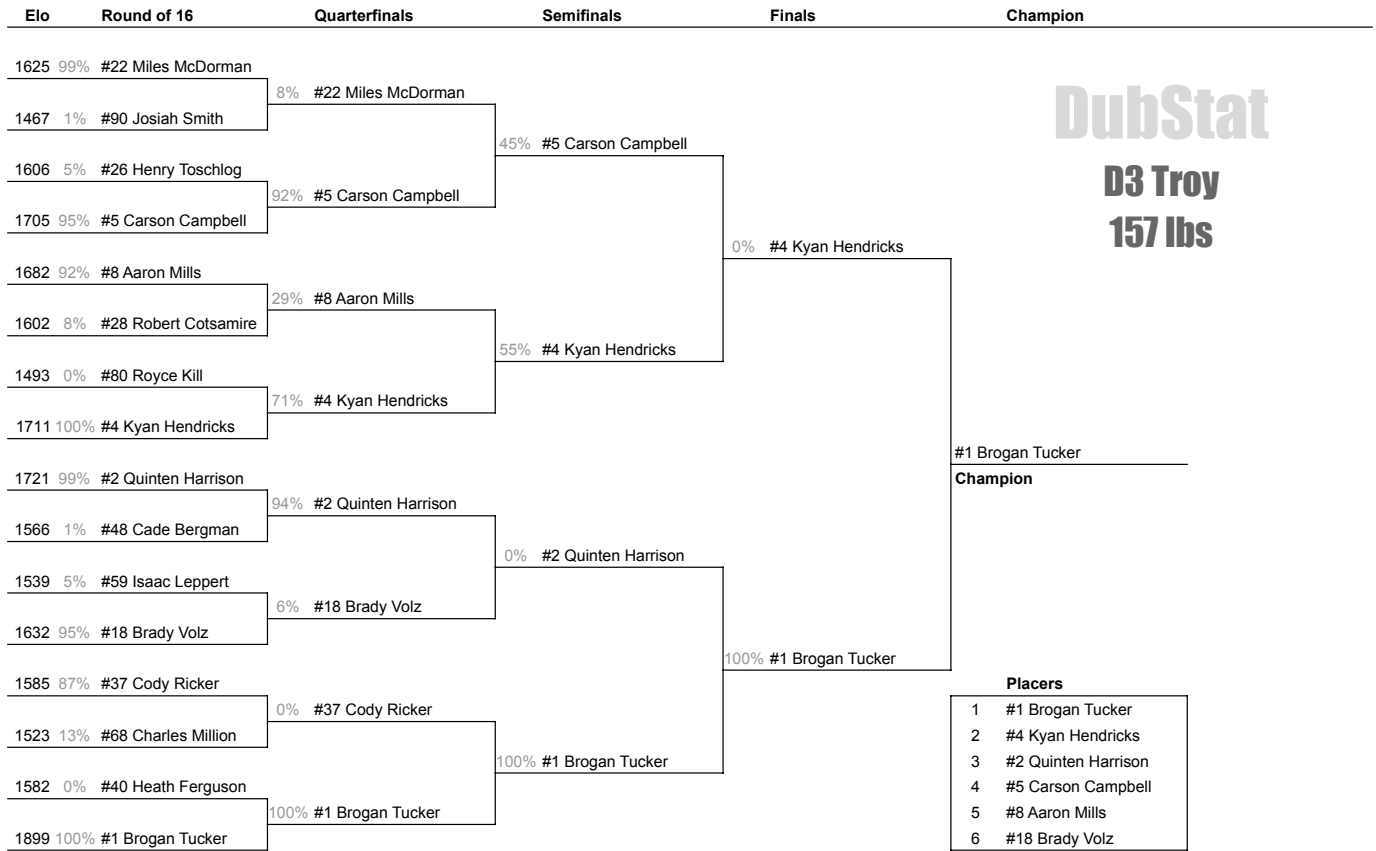 Elo Round of 16 Quarterfinals Semifinals Finals Champion
1625 99% #22 Miles McDorman
8% #22 Miles McDorman
1467 1% #90 Josiah Smith
45% #5 Carson Campbell
1606 5% #26 Henry Toschlog
92% #5 Carson Campbell
1705 95% #5 Carson Campbell
0% #4 Kyan Hendricks
1682 92% #8 Aaron Mills
29% #8 Aaron Mills
1602 8% #28 Robert Cotsamire
55% #4 Kyan Hendricks
1493 0% #80 Royce Kill
71% #4 Kyan Hendricks
1711 100% #4 Kyan Hendricks
#1 Brogan Tucker
Champion
1721 99% #2 Quinten Harrison
94% #2 Quinten Harrison
1566 1% #48 Cade Bergman
0% #2 Quinten Harrison
1539 5% #59 Isaac Leppert
6% #18 Brady Volz
1632 95% #18 Brady Volz
100% #1 Brogan Tucker
1585 87% #37 Cody Ricker
0% #37 Cody Ricker
1523 13% #68 Charles Million
100% #1 Brogan Tucker
1582 0% #40 Heath Ferguson
100% #1 Brogan Tucker
1899 100% #1 Brogan Tucker
DubStat
D3 Troy
157 lbs
Placers
1 #1 Brogan Tucker
2 #4 Kyan Hendricks
3 #2 Quinten Harrison
4 #5 Carson Campbell
5 #8 Aaron Mills
6 #18 Brady Volz